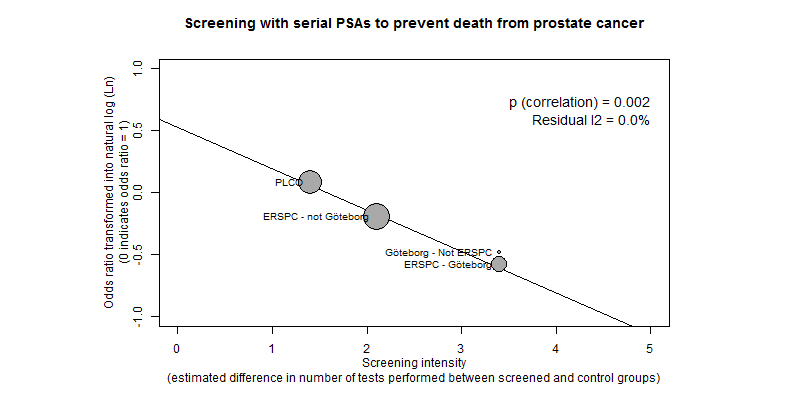 Screening with serial PSAs to prevent death from prostate cancer
Odds ratio transformed into natural log (Ln)
(0 indicates odds ratio = 1)
1.0
0.5
0.0
-0.5
-1.0
p (correlation) = 0.002
Residual I2 = 0.0%
PLCO
ERSPC - not Göteborg
Göteborg - Not ERSPC
ERSPC - Göteborg
0 1 2 3 4 5
Screening intensity
(estimated difference in number of tests performed between screened and control groups)